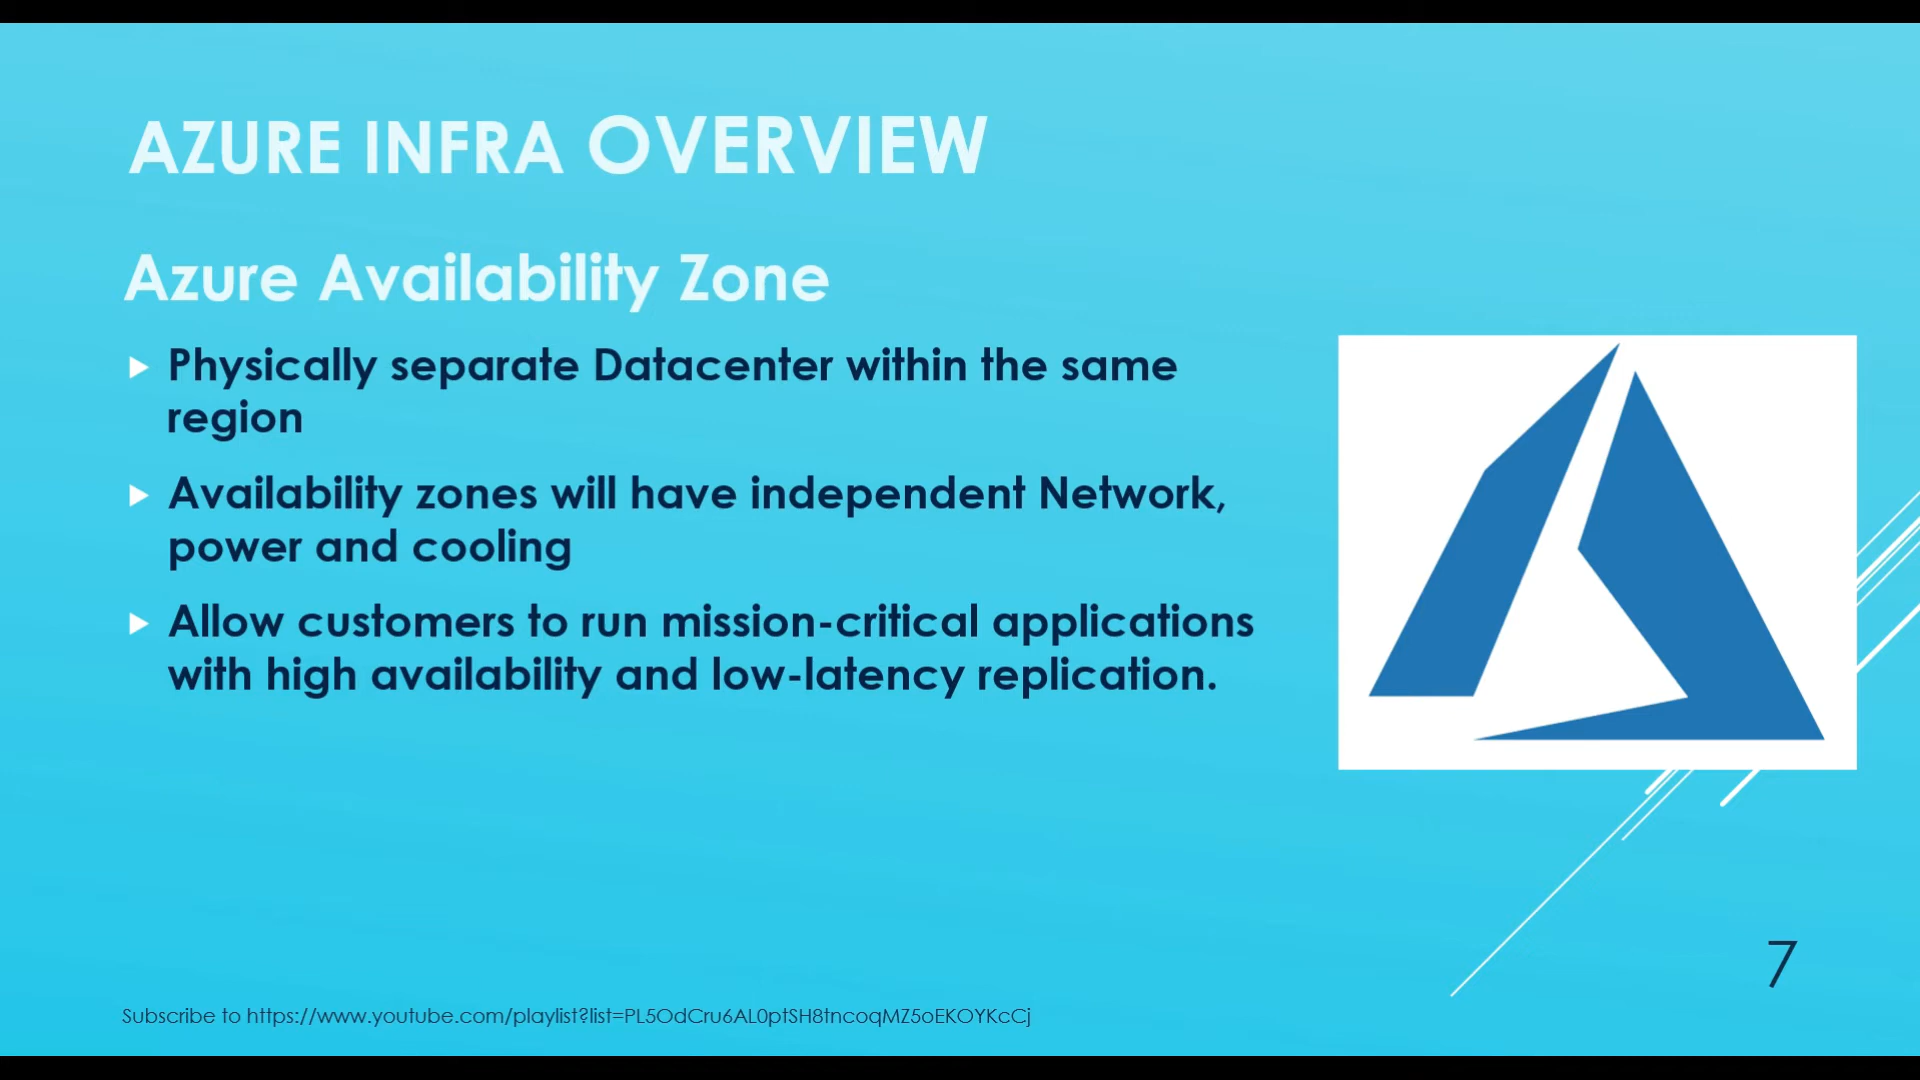 AZURE INFRA OVERVIEW
Azure Availability Zone
Physically separate Datacenter within the same
region
Availability zones will have independent Network,
power and cooling
Allow customers to run mission-critical applications
with high availability and low-latency replication.
7
Subscribe to https://www.youtube.com/playlist?list=PL5OdCru6AL0ptSH8tncoqMZ5oEKOYKcCj